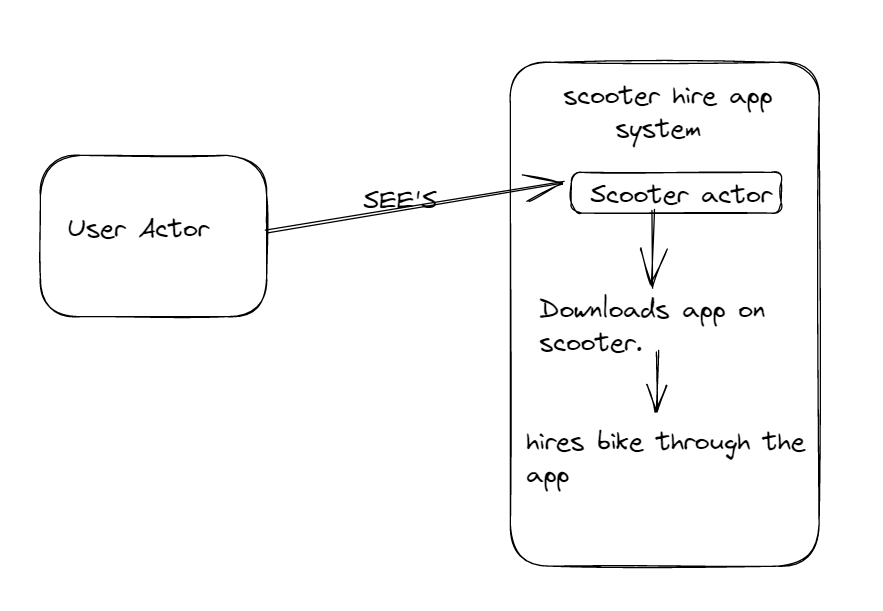 scooter hire app
system
User Actor
SEE'S
Scooter actor
Downloads app on
scooter.
hires bike through the
app